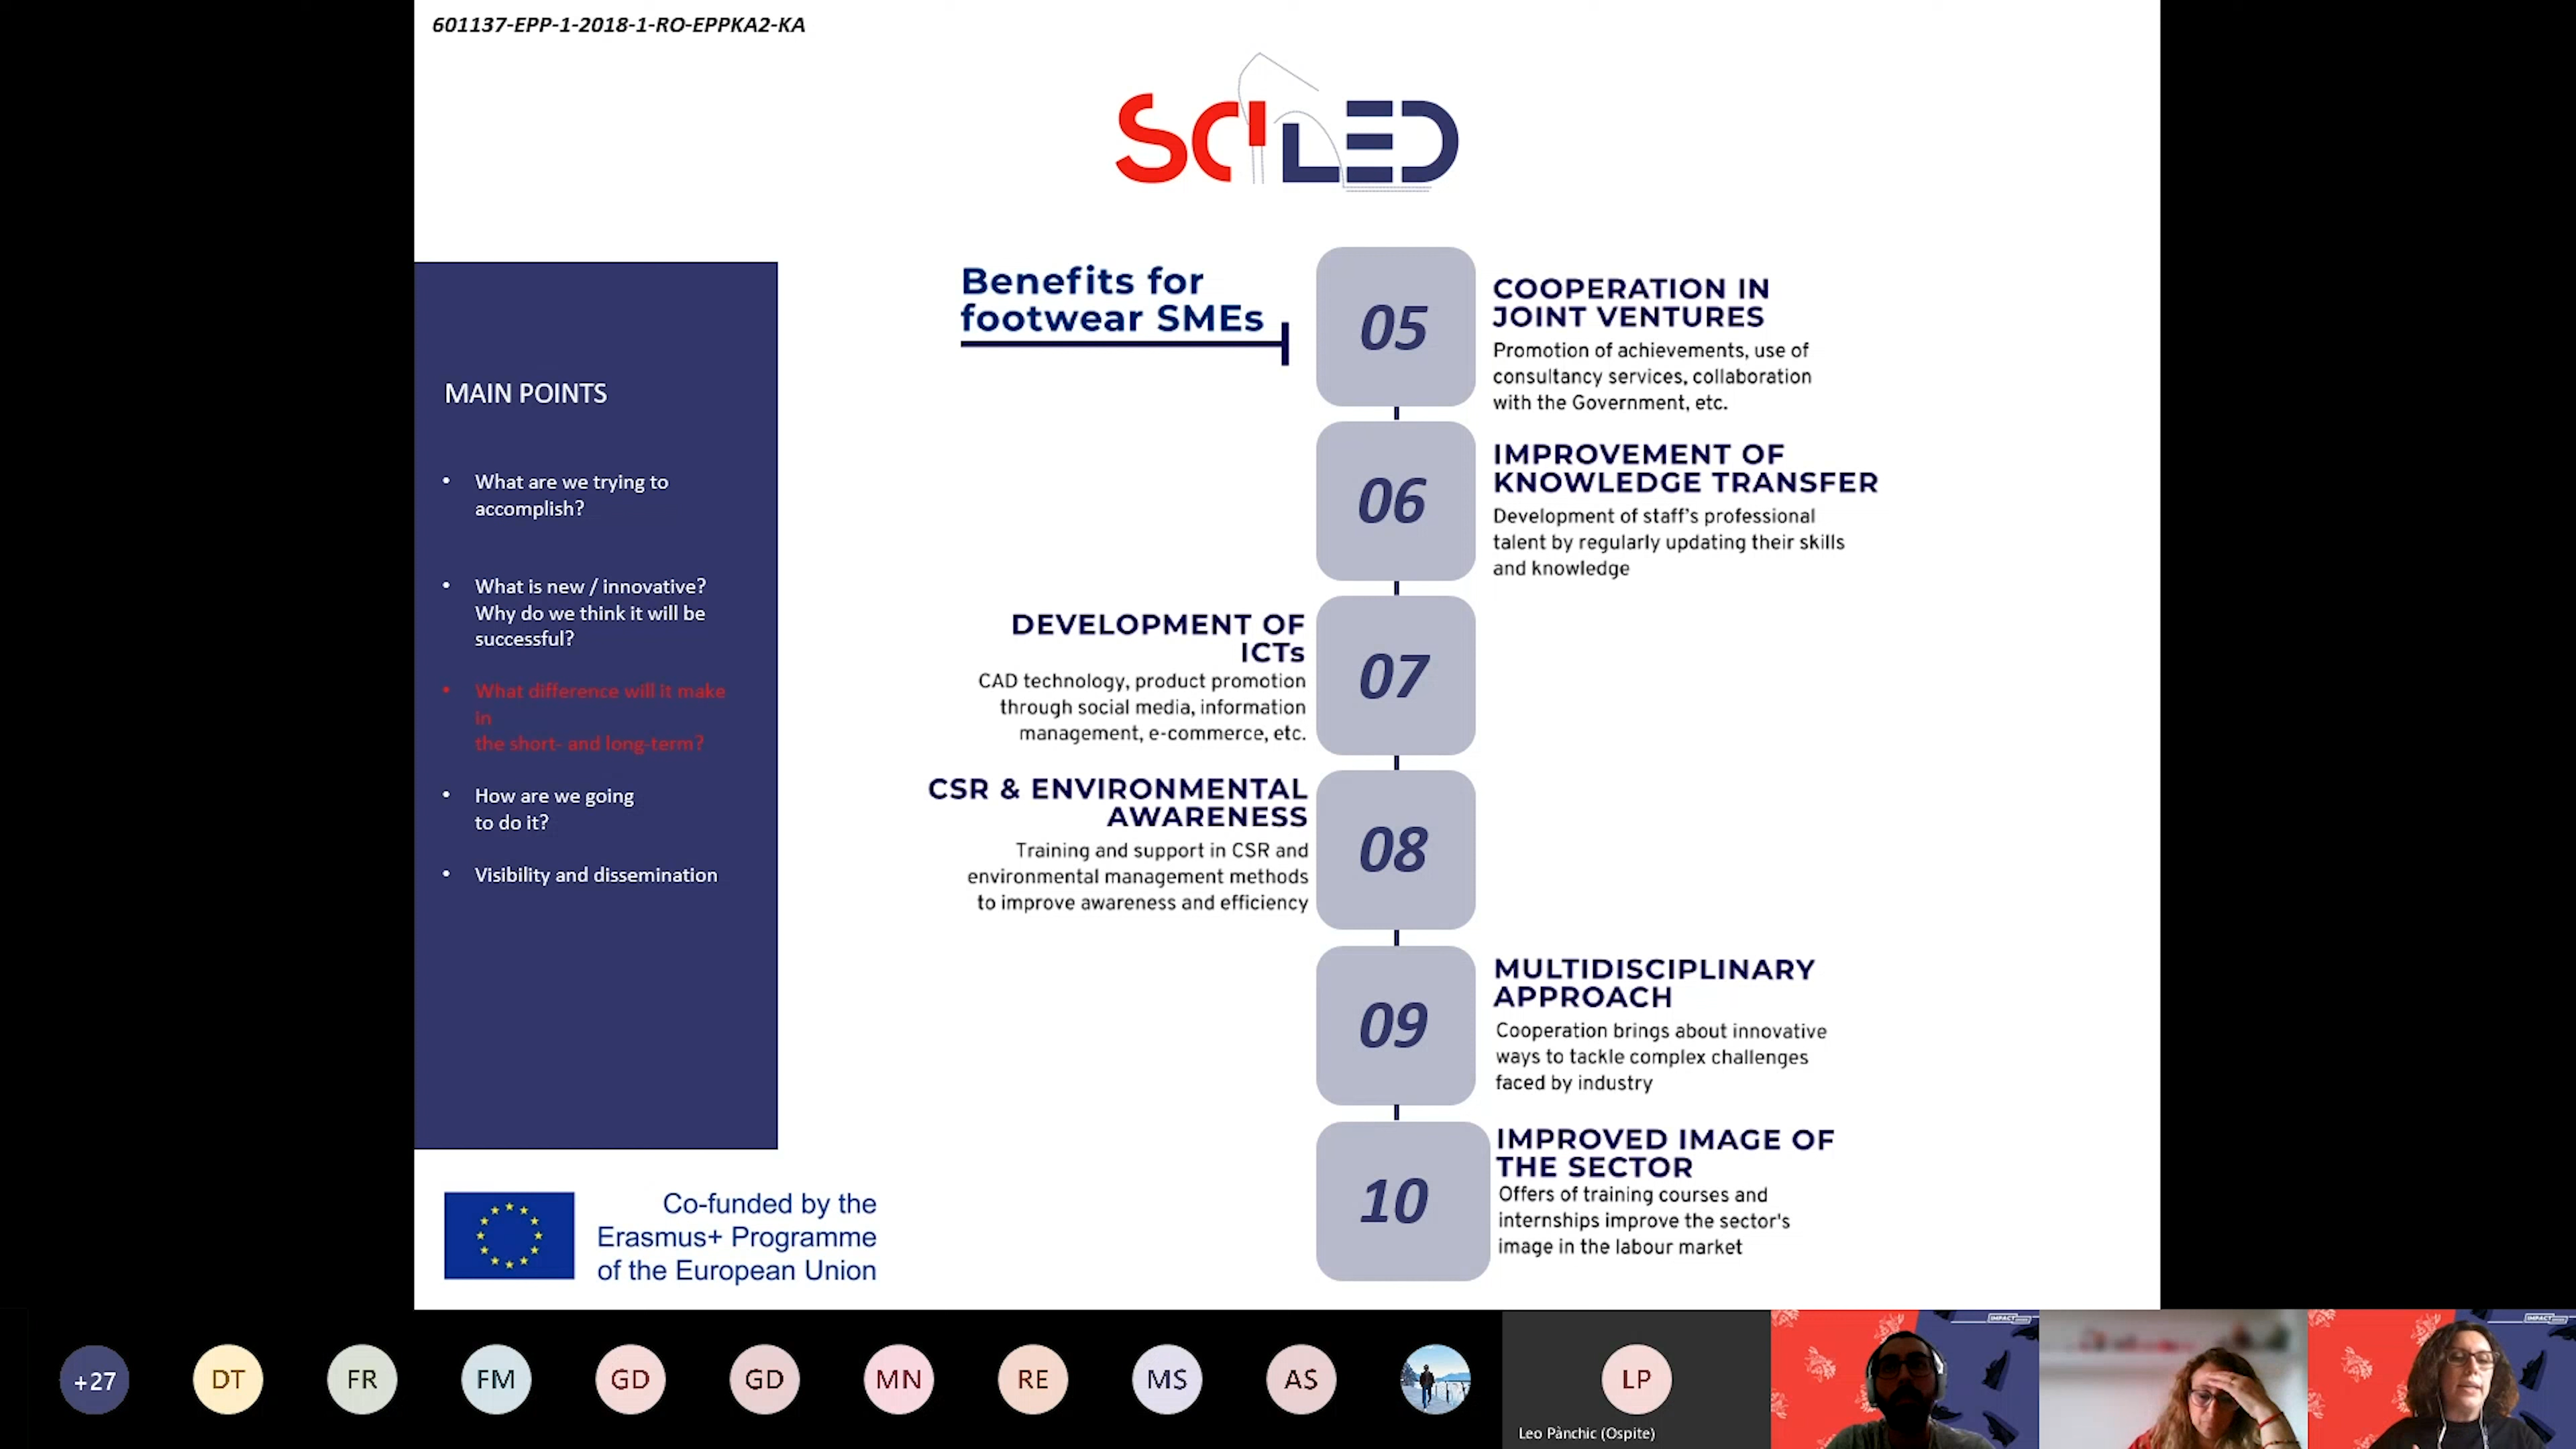 601137-EPP-1-2018-1-RO-EPPKA2-KA
SCILED
MAIN POINTS
• What are we trying to
accomplish?
• What is new / innovative?
Why do we think it will be
successful?
• What difference will it make
in
the short- and long-term?
• How are we going
to do it?
• Visibility and dissemination
Benefits for
footwear SMEs
05
COOPERATION IN
JOINT VENTURES
Promotion of achievements, use of
consultancy services, collaboration
with the Government, etc.
06
IMPROVEMENT OF
KNOWLEDGE TRANSFER
Development of staff's professional
talent by regularly updating their skills
and knowledge
DEVELOPMENT OF
ICTs
CAD technology, product promotion
through social media, information
management, e-commerce, etc.
07
CSR & ENVIRONMENTAL
AWARENESS
Training and support in CSR and
environmental management methods
to improve awareness and efficiency
08
09
MULTIDISCIPLINARY
APPROACH
Cooperation brings about innovative
ways to tackle complex challenges
faced by industry
10
IMPROVED IMAGE OF
THE SECTOR
Offers of training courses and
internships improve the sector's
image in the labour market
Co-funded by the
Erasmus+ Programme
of the European Union
+27
DT
FR
FM
GD
GD
MN
RE
MS
AS
LP
Leo Pànchic (Ospite)
IMPACT
IMPACT